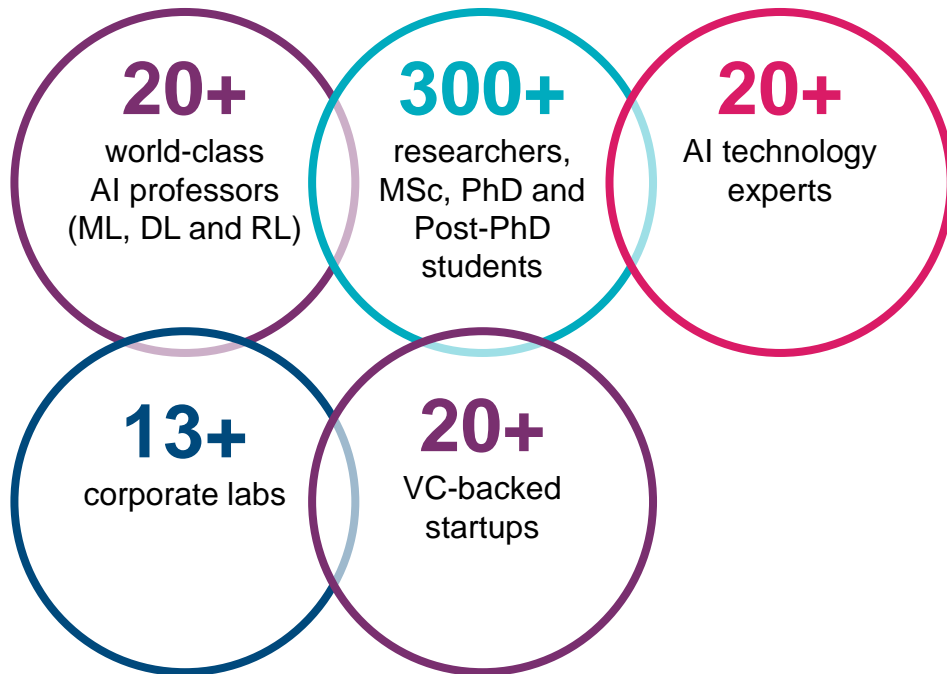 20+
world-class
AI professors
(ML, DL and RL)
300+
researchers,
MSc, PhD and
Post-PhD
students
20+
AI technology
experts
13+
corporate labs
20+
VC-backed
startups